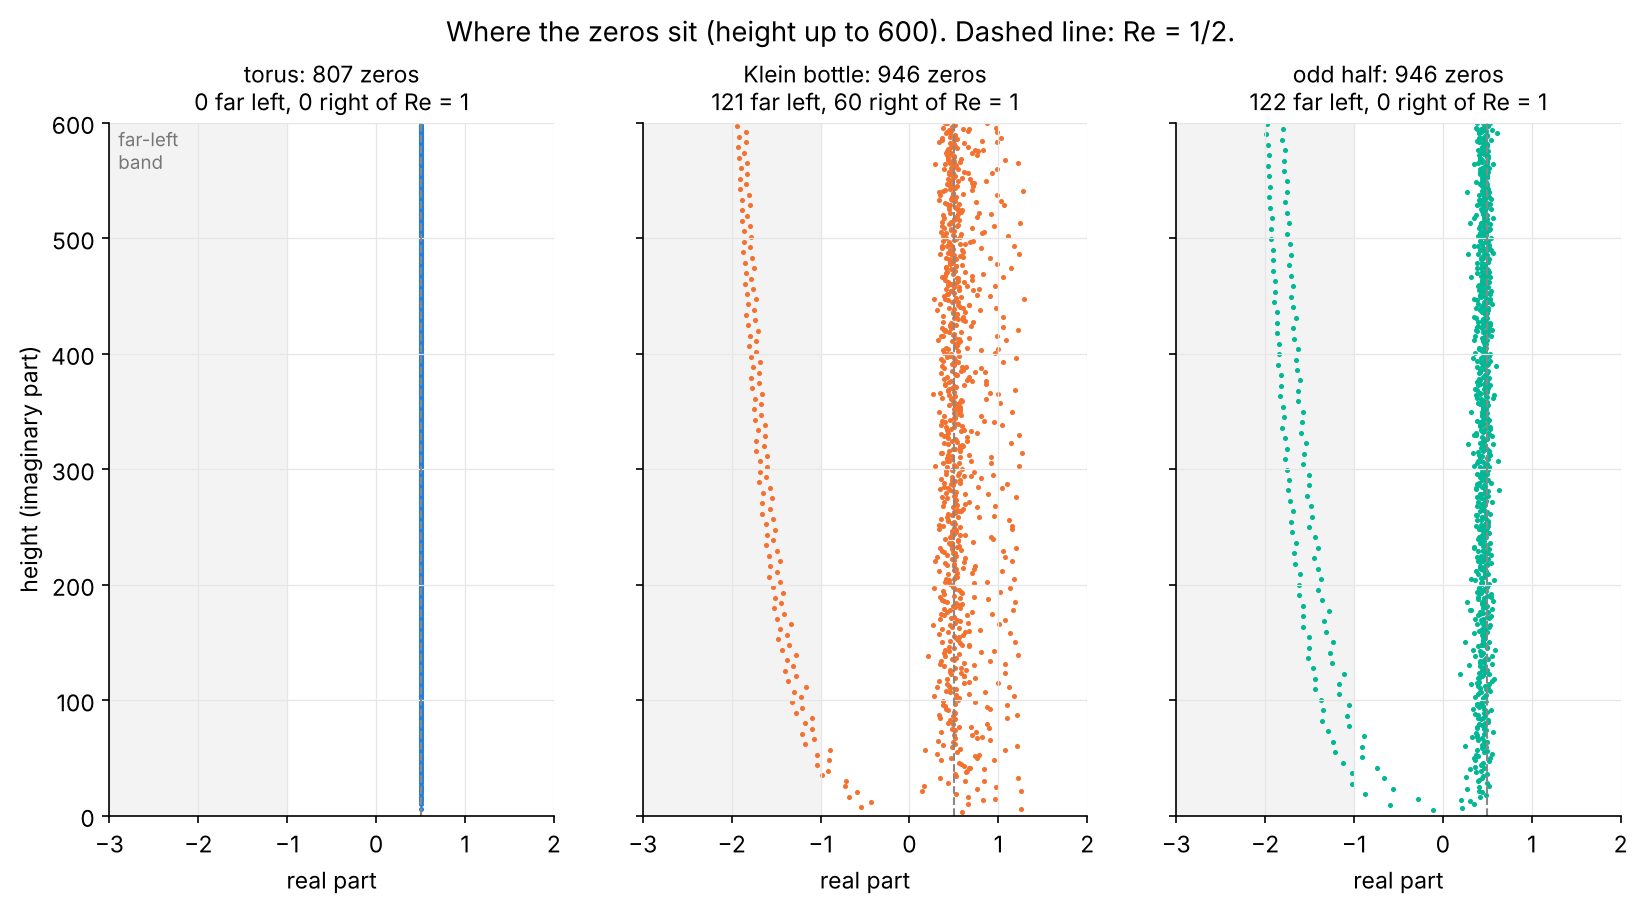 Where the zeros sit (height up to 600). Dashed line: Re = 1/2.
torus: 807 zeros
0 far left, 0 right of Re = 1
Klein bottle: 946 zeros
121 far left, 60 right of Re = 1
odd half: 946 zeros
122 far left, 0 right of Re = 1
far-left
band
height (imaginary part)
600
500
400
300
200
100
0
−3 −2 −1 0 1 2
−3 −2 −1 0 1 2
−3 −2 −1 0 1 2
real part
real part
real part